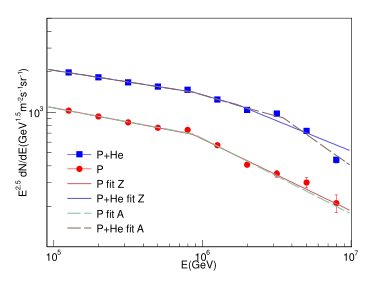 E^2.5 dN/dE(GeV^1.5 m^-2 s^-1 sr^-1)
10^3
P+He
P
P fit Z
P+He fit Z
P fit A
P+He fit A
10^5 10^6 10^7
E(GeV)